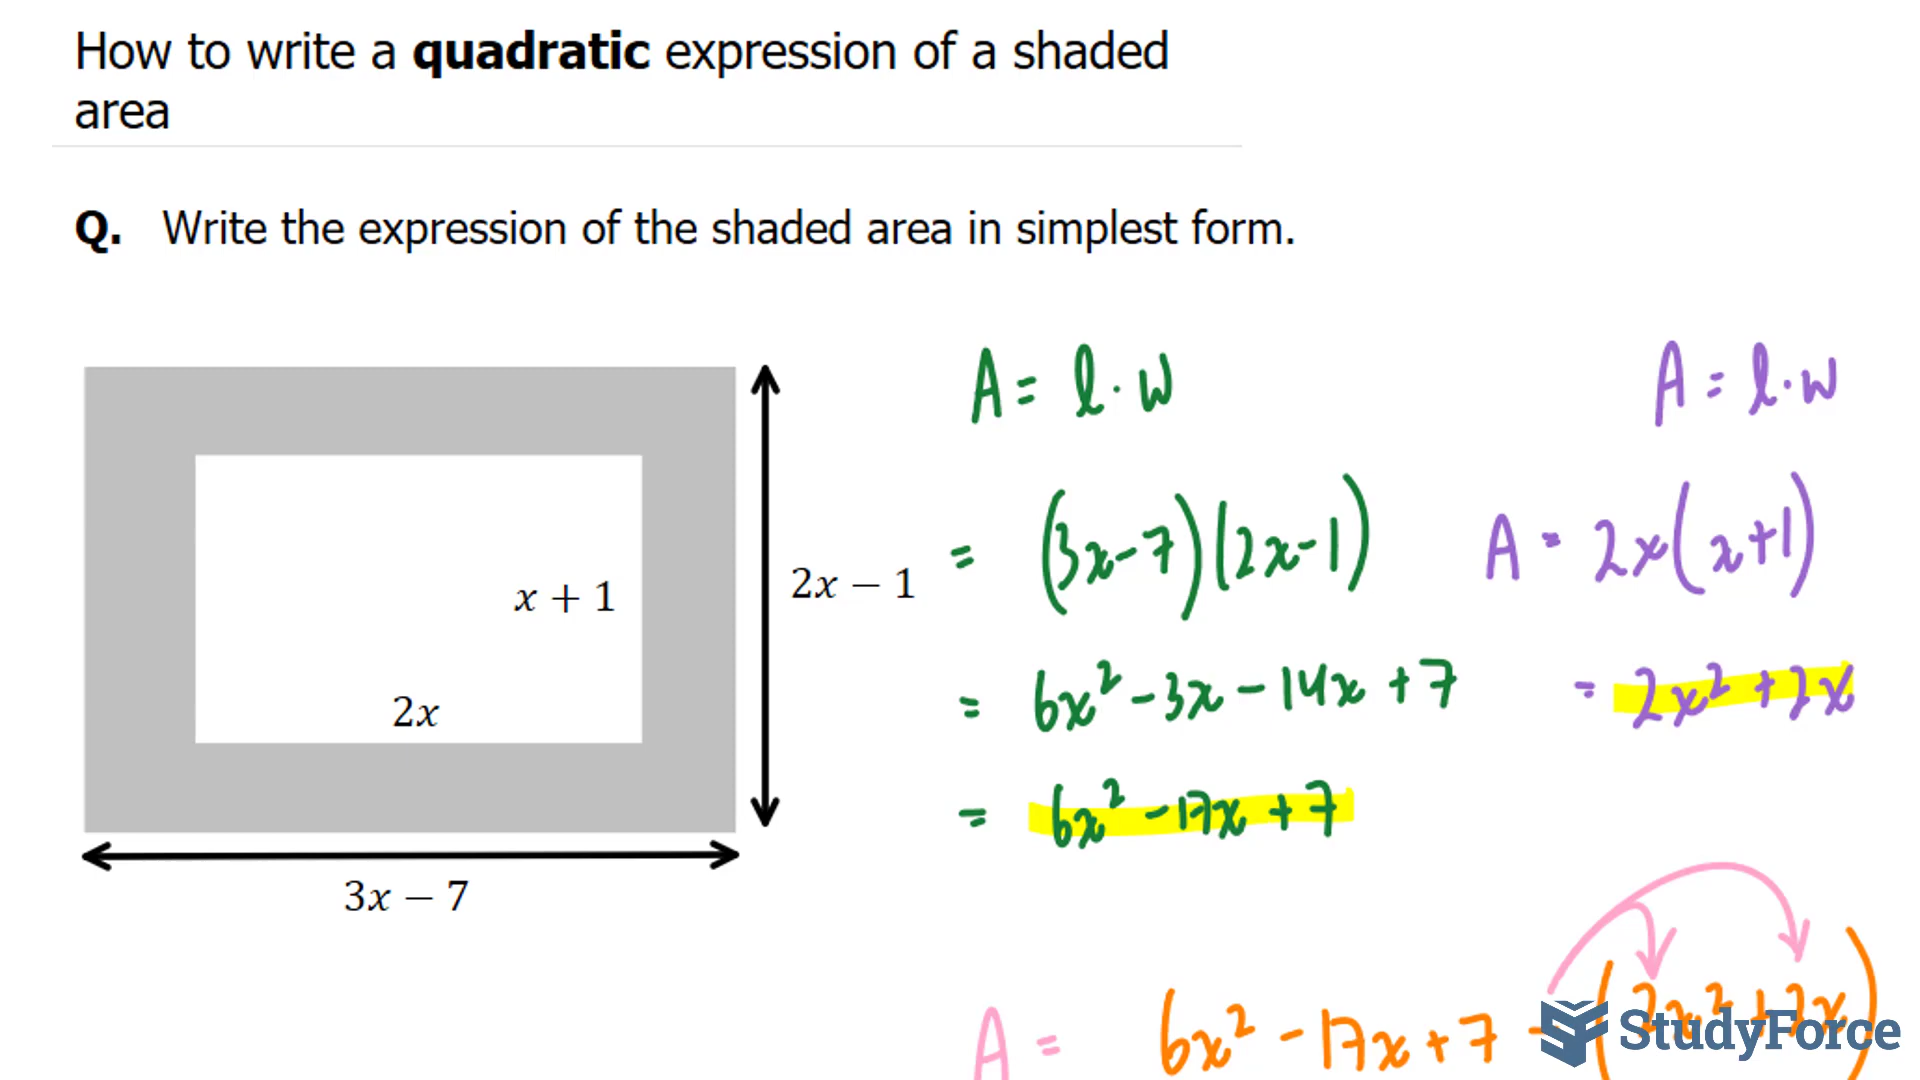 How to write a quadratic expression of a shaded
area
Q. Write the expression of the shaded area in simplest form.
x + 1
2x
2x − 1
3x − 7
A = l · w
= (3x-7)(2x-1)
= 6x² - 3x - 14x + 7
= 6x² - 17x + 7
A = l · w
A = 2x(x+1)
= 2x² + 2x
A = 6x² - 17x + 7 - (2x² + 2x)
StudyForce